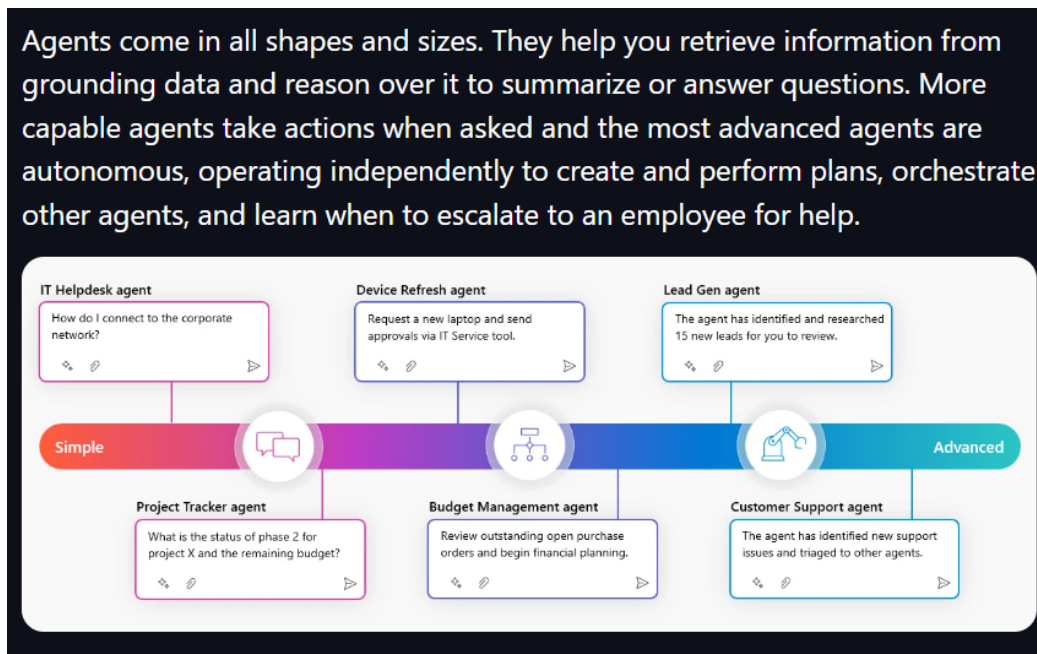 Agents come in all shapes and sizes. They help you retrieve information from
grounding data and reason over it to summarize or answer questions. More
capable agents take actions when asked and the most advanced agents are
autonomous, operating independently to create and perform plans, orchestrate
other agents, and learn when to escalate to an employee for help.
IT Helpdesk agent
How do I connect to the corporate
network?
Device Refresh agent
Request a new laptop and send
approvals via IT Service tool.
Lead Gen agent
The agent has identified and researched
15 new leads for you to review.
Simple
Advanced
Project Tracker agent
What is the status of phase 2 for
project X and the remaining budget?
Budget Management agent
Review outstanding open purchase
orders and begin financial planning.
Customer Support agent
The agent has identified new support
issues and triaged to other agents.